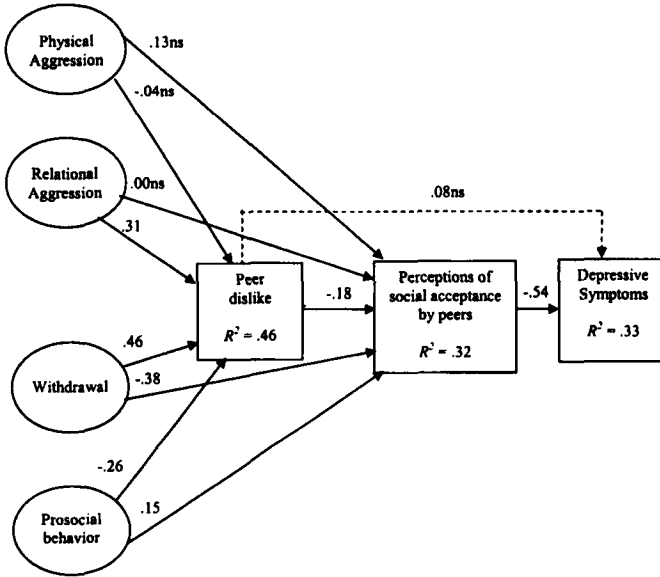 Physical
Aggression
.13ns
-.04ns
Relational
Aggression
.00ns
.31
.08ns
Peer
dislike
R² = .46
-.18
Perceptions of
social acceptance
by peers
R² = .32
-.54
Depressive
Symptoms
R² = .33
Withdrawal
.46
-.38
Prosocial
behavior
-.26
.15